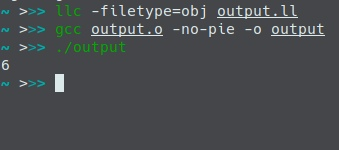 ~ >>> llc -filetype=obj output.ll
~ >>> gcc output.o -no-pie -o output
~ >>> ./output
6
~ >>>